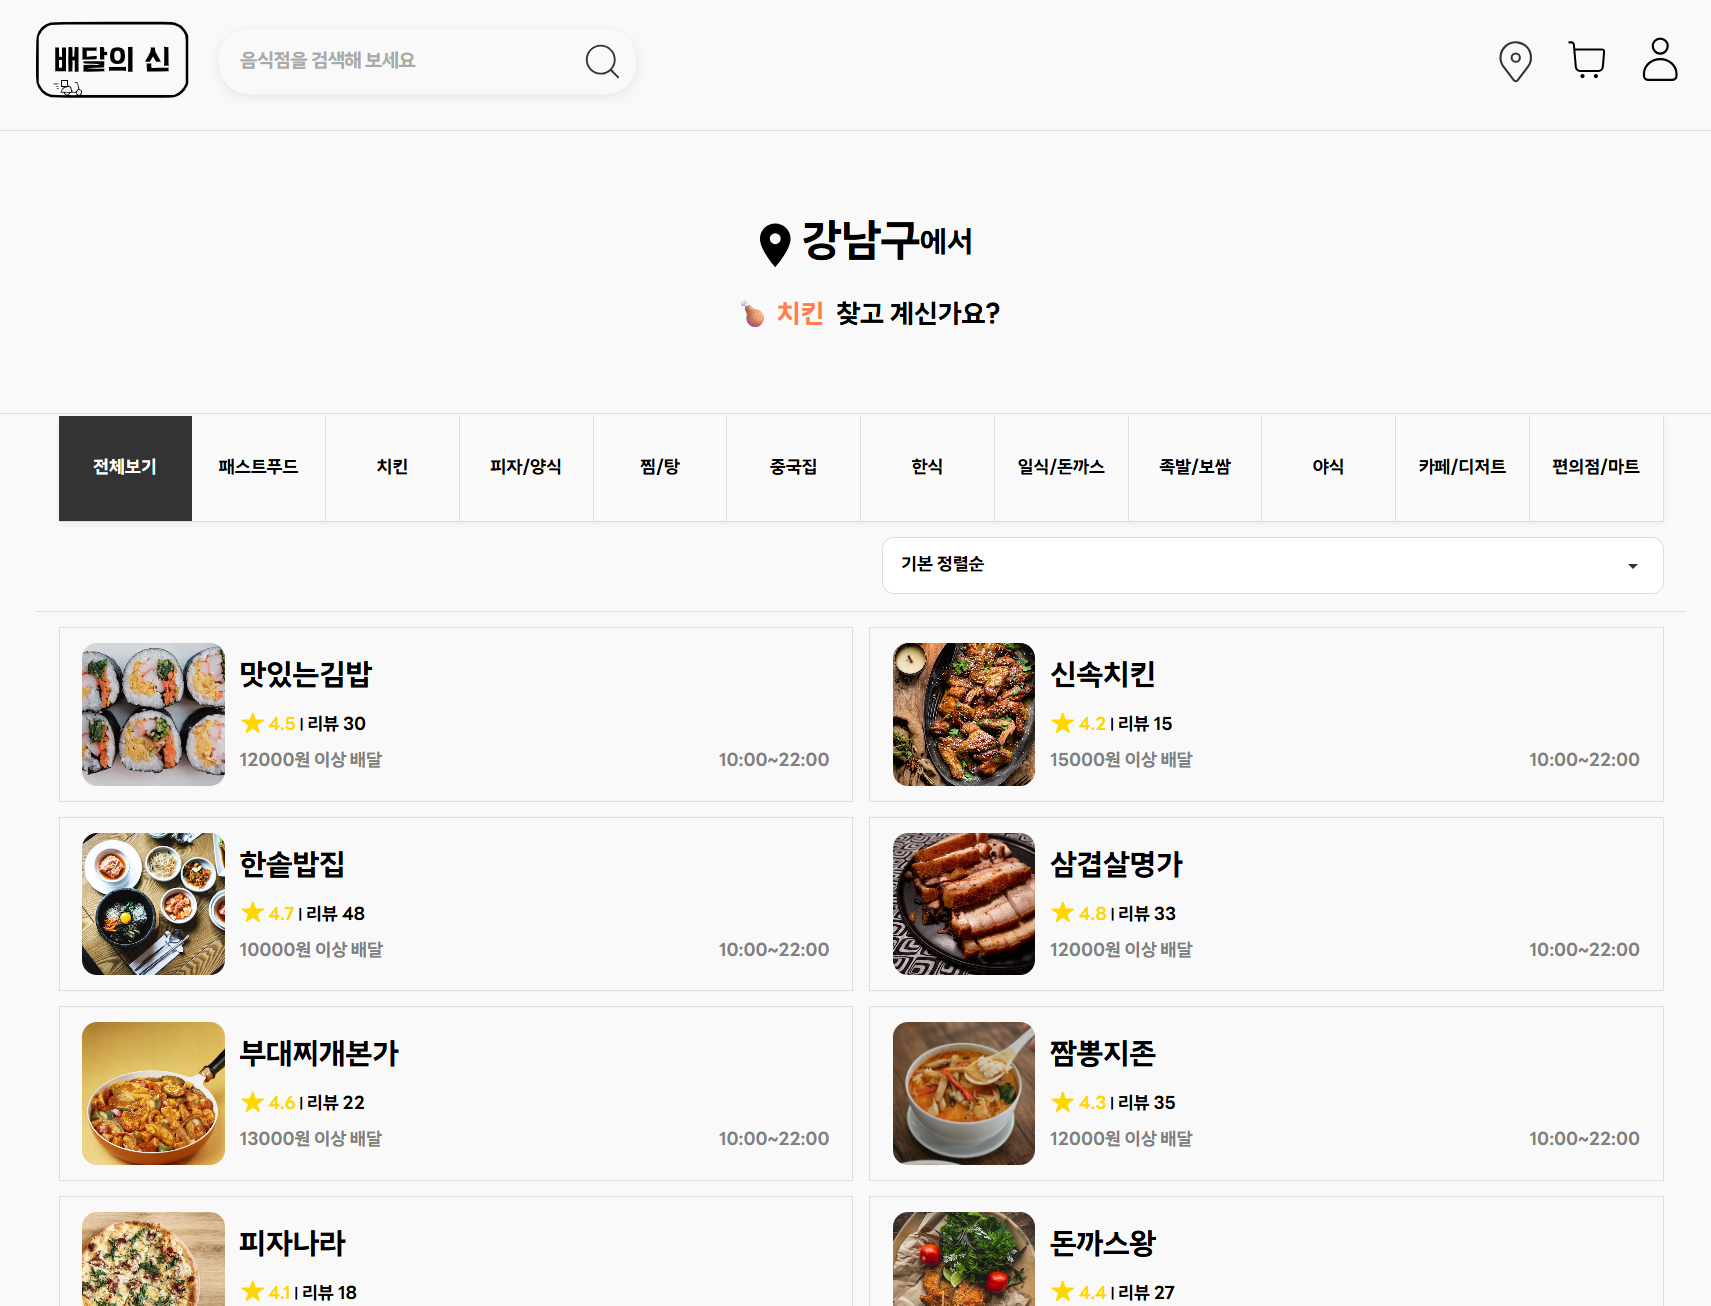 배달의 신
음식점을 검색해 보세요
강남구에서
치킨 찾고 계신가요?
전체보기
패스트푸드
치킨
피자/양식
찜/탕
중국집
한식
일식/돈까스
족발/보쌈
야식
카페/디저트
편의점/마트
기본 정렬순
맛있는김밥
4.5 | 리뷰 30
12000원 이상 배달
10:00~22:00
신속치킨
4.2 | 리뷰 15
15000원 이상 배달
10:00~22:00
한솥밥집
4.7 | 리뷰 48
10000원 이상 배달
10:00~22:00
삼겹살명가
4.8 | 리뷰 33
12000원 이상 배달
10:00~22:00
부대찌개본가
4.6 | 리뷰 22
13000원 이상 배달
10:00~22:00
짬뽕지존
4.3 | 리뷰 35
12000원 이상 배달
10:00~22:00
피자나라
4.1 | 리뷰 18
돈까스왕
4.4 | 리뷰 27